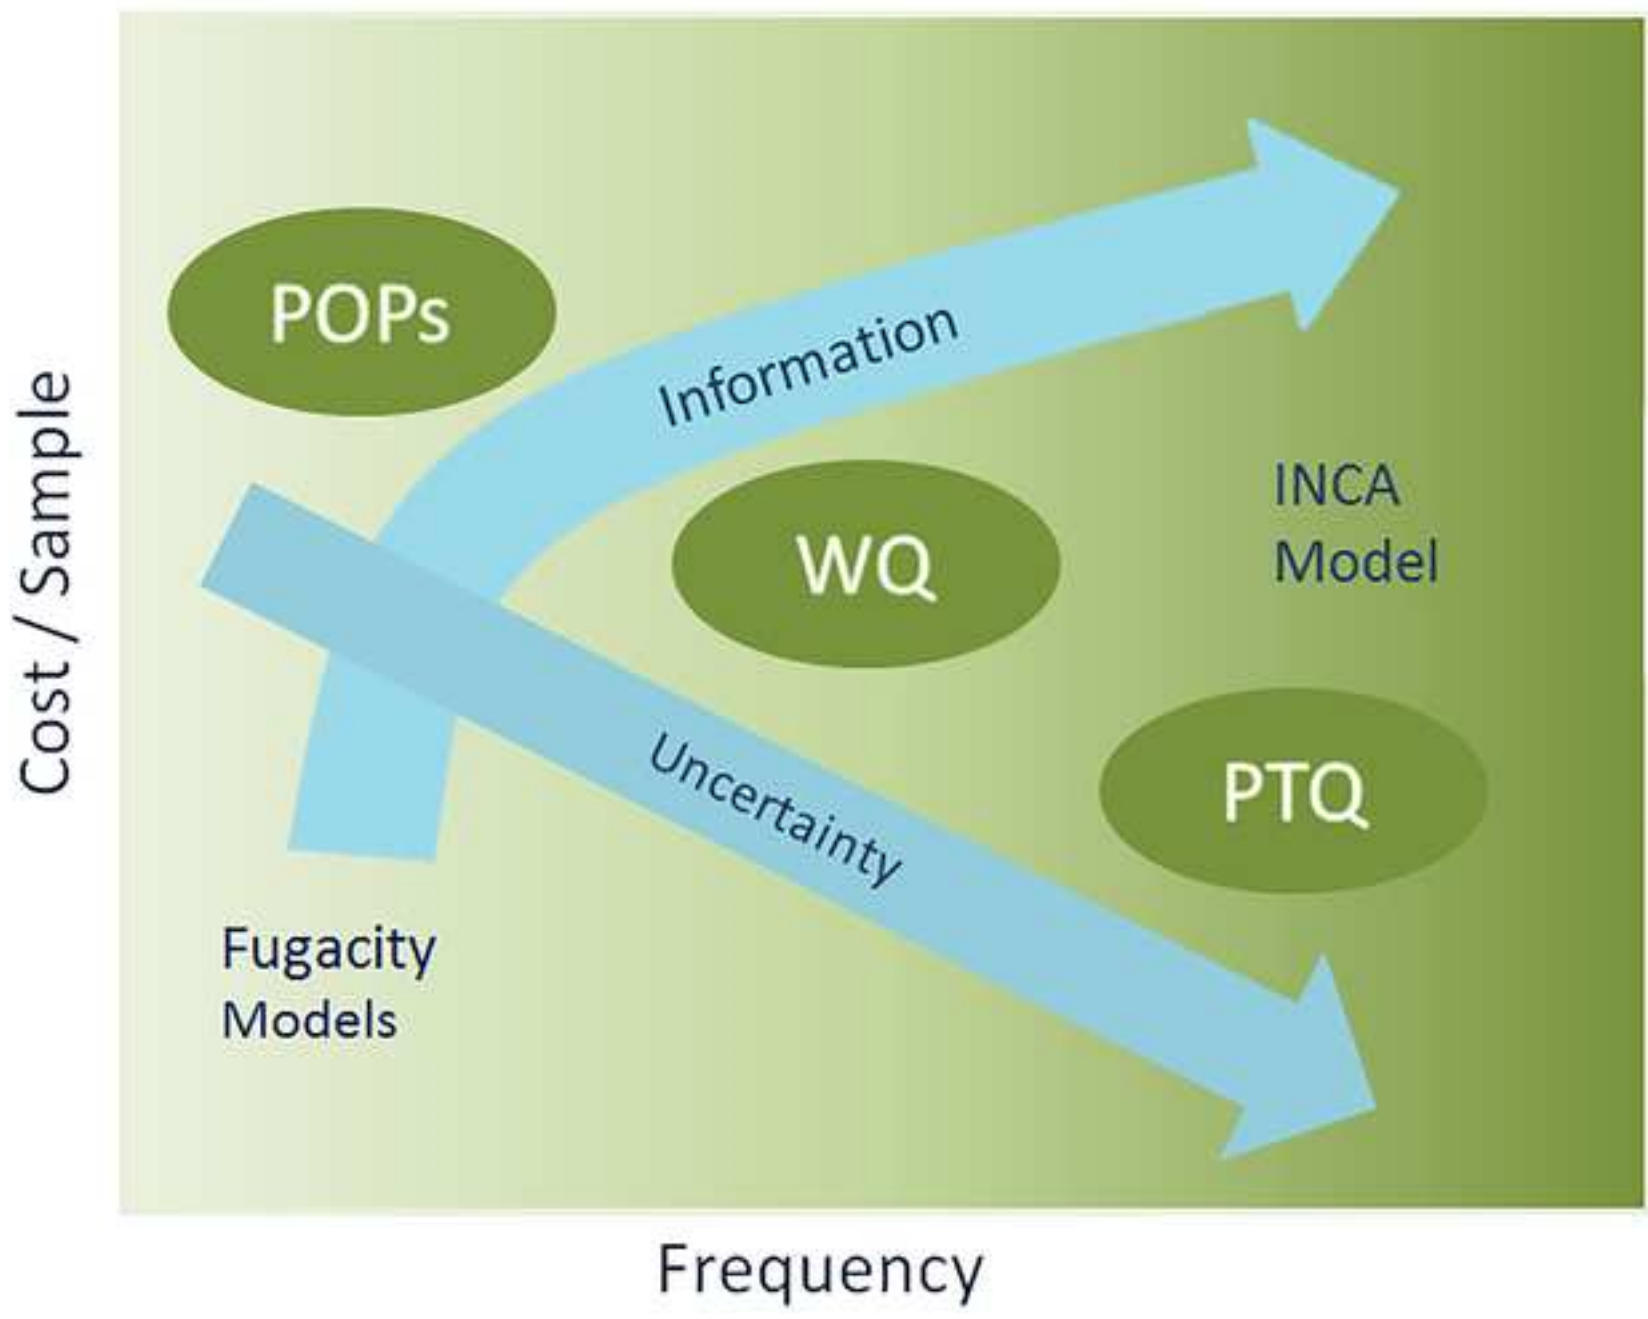 POPs
Information
Cost / Sample
WQ
INCA
Model
Uncertainty
PTQ
Fugacity
Models
Frequency